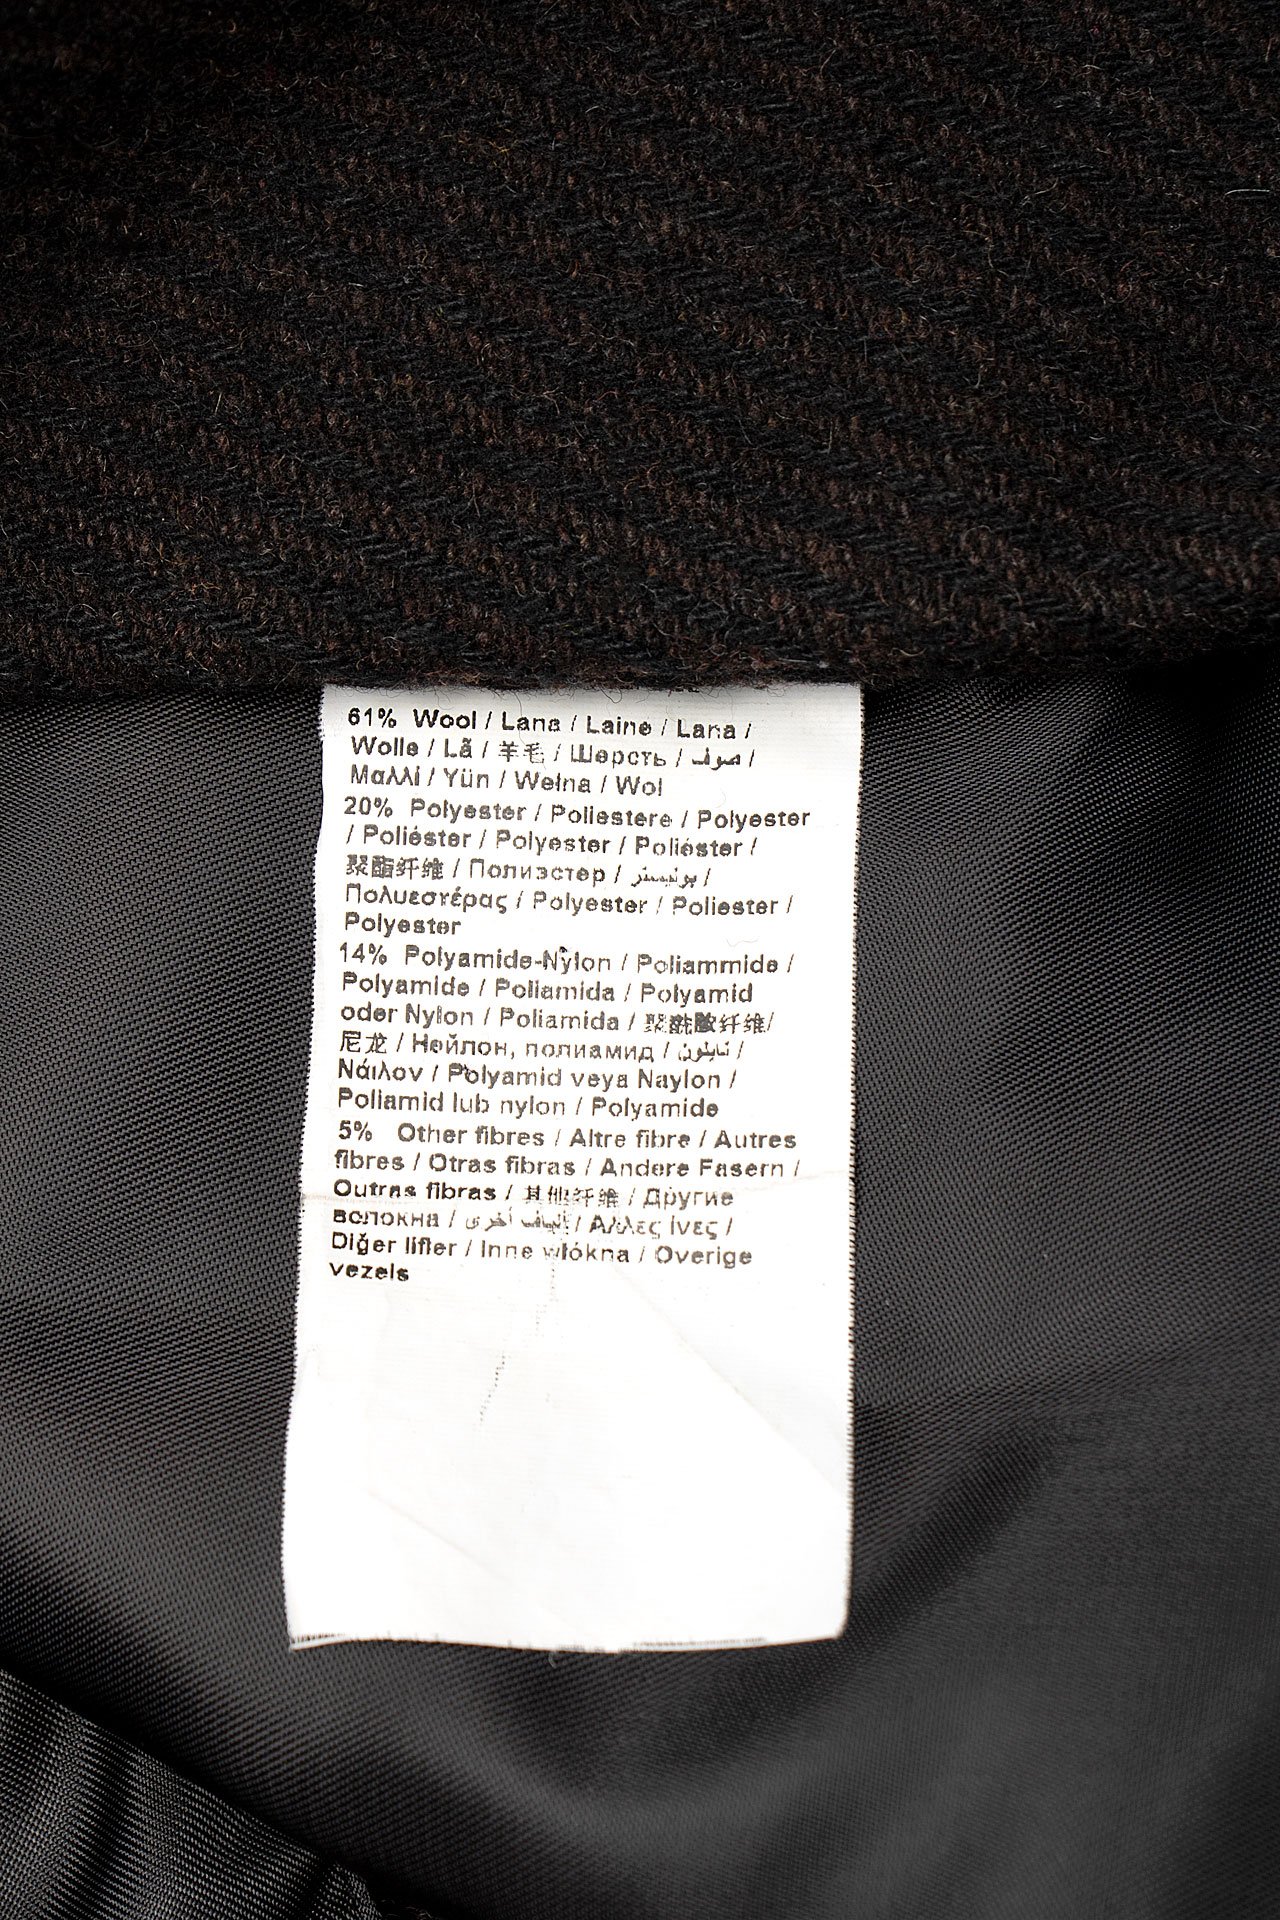 61% Wool / Lana / Laine / Lana /
Wolle / Lã / 羊毛 / Шерсть / صوف /
Μαλλί / Yün / Wełna / Wol
20% Polyester / Poliestere / Polyester
/ Poliéster / Polyester / Poliéster /
聚酯纤维 / Полиэстер / بوليستر /
Πολυεστέρας / Polyester / Poliester /
Polyester
14% Polyamide-Nylon / Poliammide /
Polyamide / Poliamida / Polyamid
oder Nylon / Poliamida / 聚酰胺纤维/
尼龙 / Нейлон, полиамид / نايلون /
Νάιλον / Polyamid veya Naylon /
Poliamid lub nylon / Polyamide
5% Other fibres / Altre fibre / Autres
fibres / Otras fibras / Andere Fasern /
Outras fibras / 其他纤维 / Другие
волокна / ألياف أخرى / Άλλες ίνες /
Diğer lifler / Inne włókna / Overige
vezels